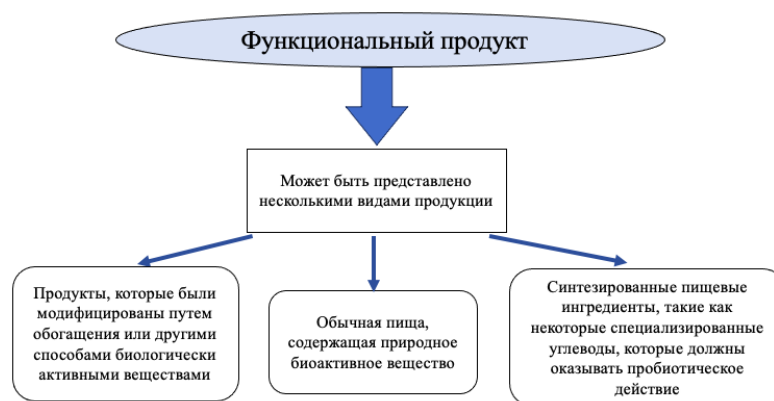 Функциональный продукт
Может быть представлено
несколькими видами продукции
Продукты, которые были
модифицированы путем
обогащения или другими
способами биологически
активными веществами
Обычная пища,
содержащая природное
биоактивное вещество
Синтезированные пищевые
ингредиенты, такие как
некоторые специализированные
углеводы, которые должны
оказывать пробиотическое
действие